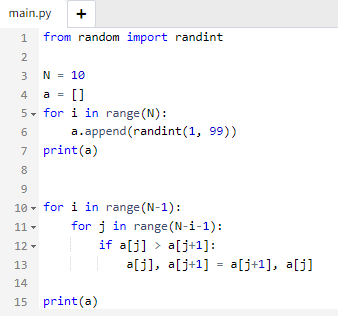 main.py
+
1 from random import randint
2
3 N = 10
4 a = []
5 for i in range(N):
6     a.append(randint(1, 99))
7 print(a)
8
9
10 for i in range(N-1):
11     for j in range(N-i-1):
12         if a[j] > a[j+1]:
13             a[j], a[j+1] = a[j+1], a[j]
14
15 print(a)